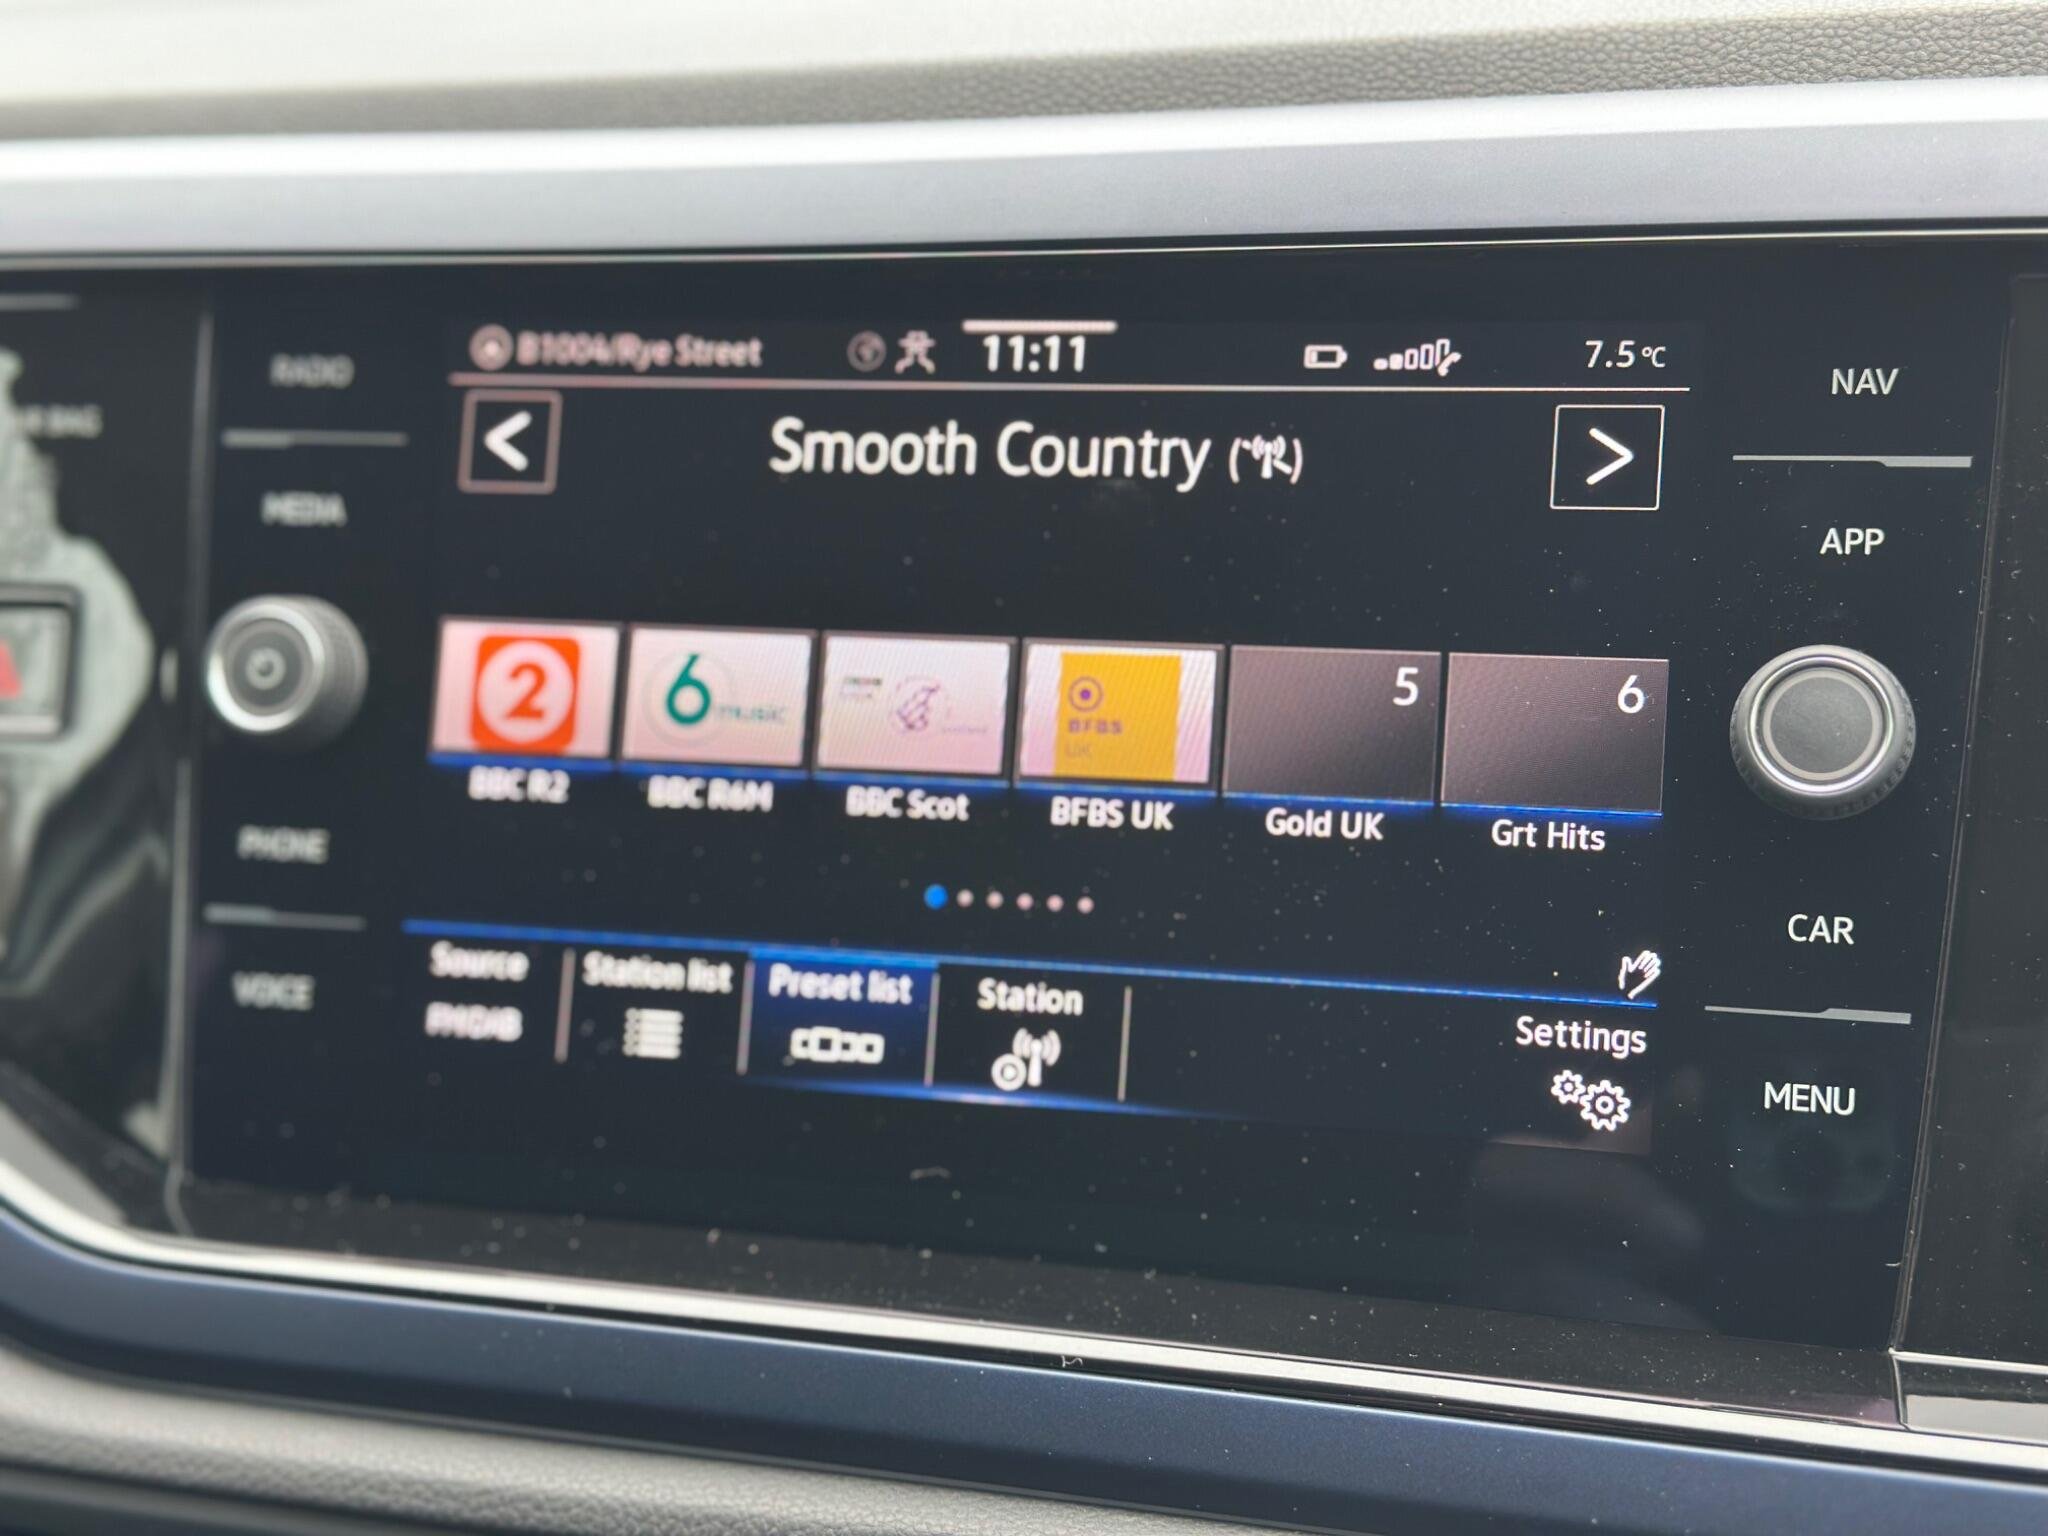 RADIO
MEDIA
PHONE
VOICE
B1004/Rye Street
11:11
7.5 °C
Smooth Country
2
6 music
BFBS
UK
5
6
BBC R2
BBC R6M
BBC Scot
BFBS UK
Gold UK
Grt Hits
Source
FM DAB
Station list
Preset list
Station
Settings
NAV
APP
CAR
MENU